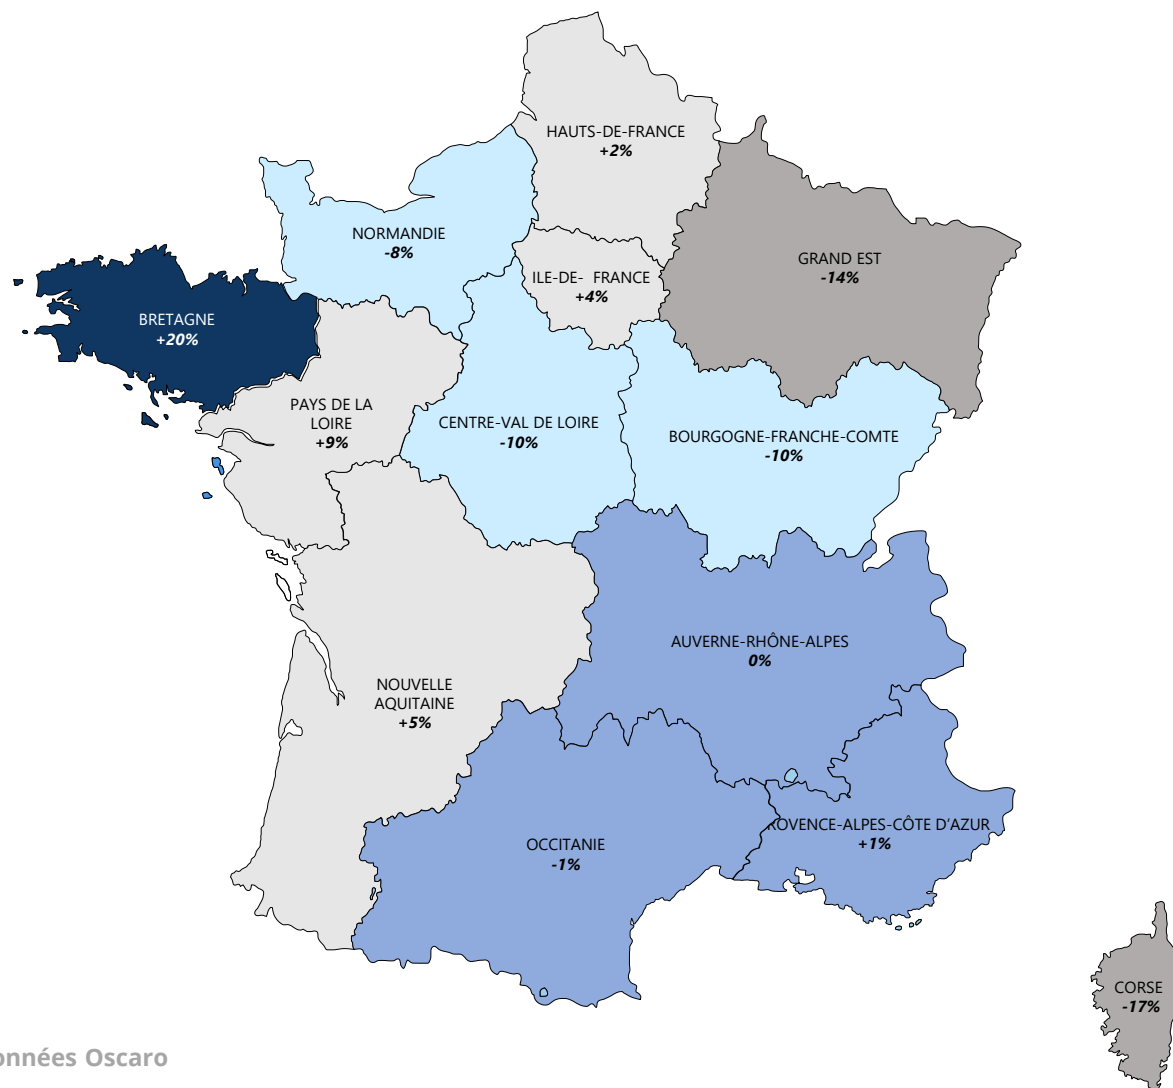 HAUTS-DE-FRANCE
+2%
NORMANDIE
-8%
GRAND EST
-14%
ILE-DE- FRANCE
+4%
BRETAGNE
+20%
PAYS DE LA
LOIRE
+9%
CENTRE-VAL DE LOIRE
-10%
BOURGOGNE-FRANCHE-COMTE
-10%
AUVERNE-RHÔNE-ALPES
0%
NOUVELLE
AQUITAINE
+5%
ROVENCE-ALPES-CÔTE D'AZUR
+1%
OCCITANIE
-1%
CORSE
-17%
onnées Oscaro